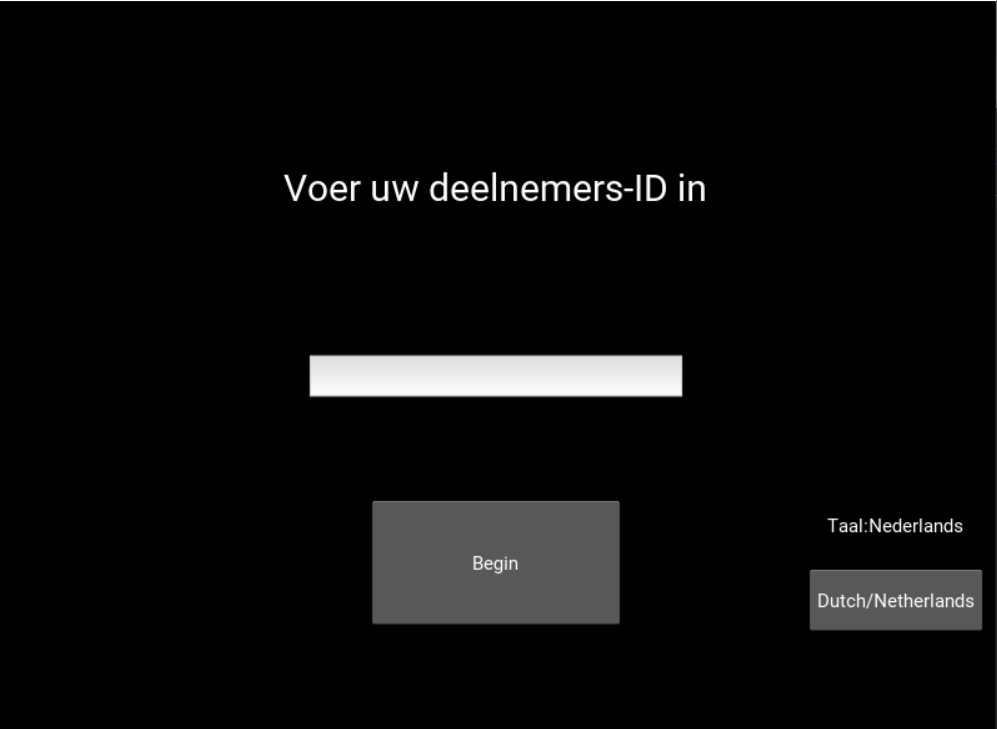 Voer uw deelnemers-ID in
Begin
Taal:Nederlands
Dutch/Netherlands